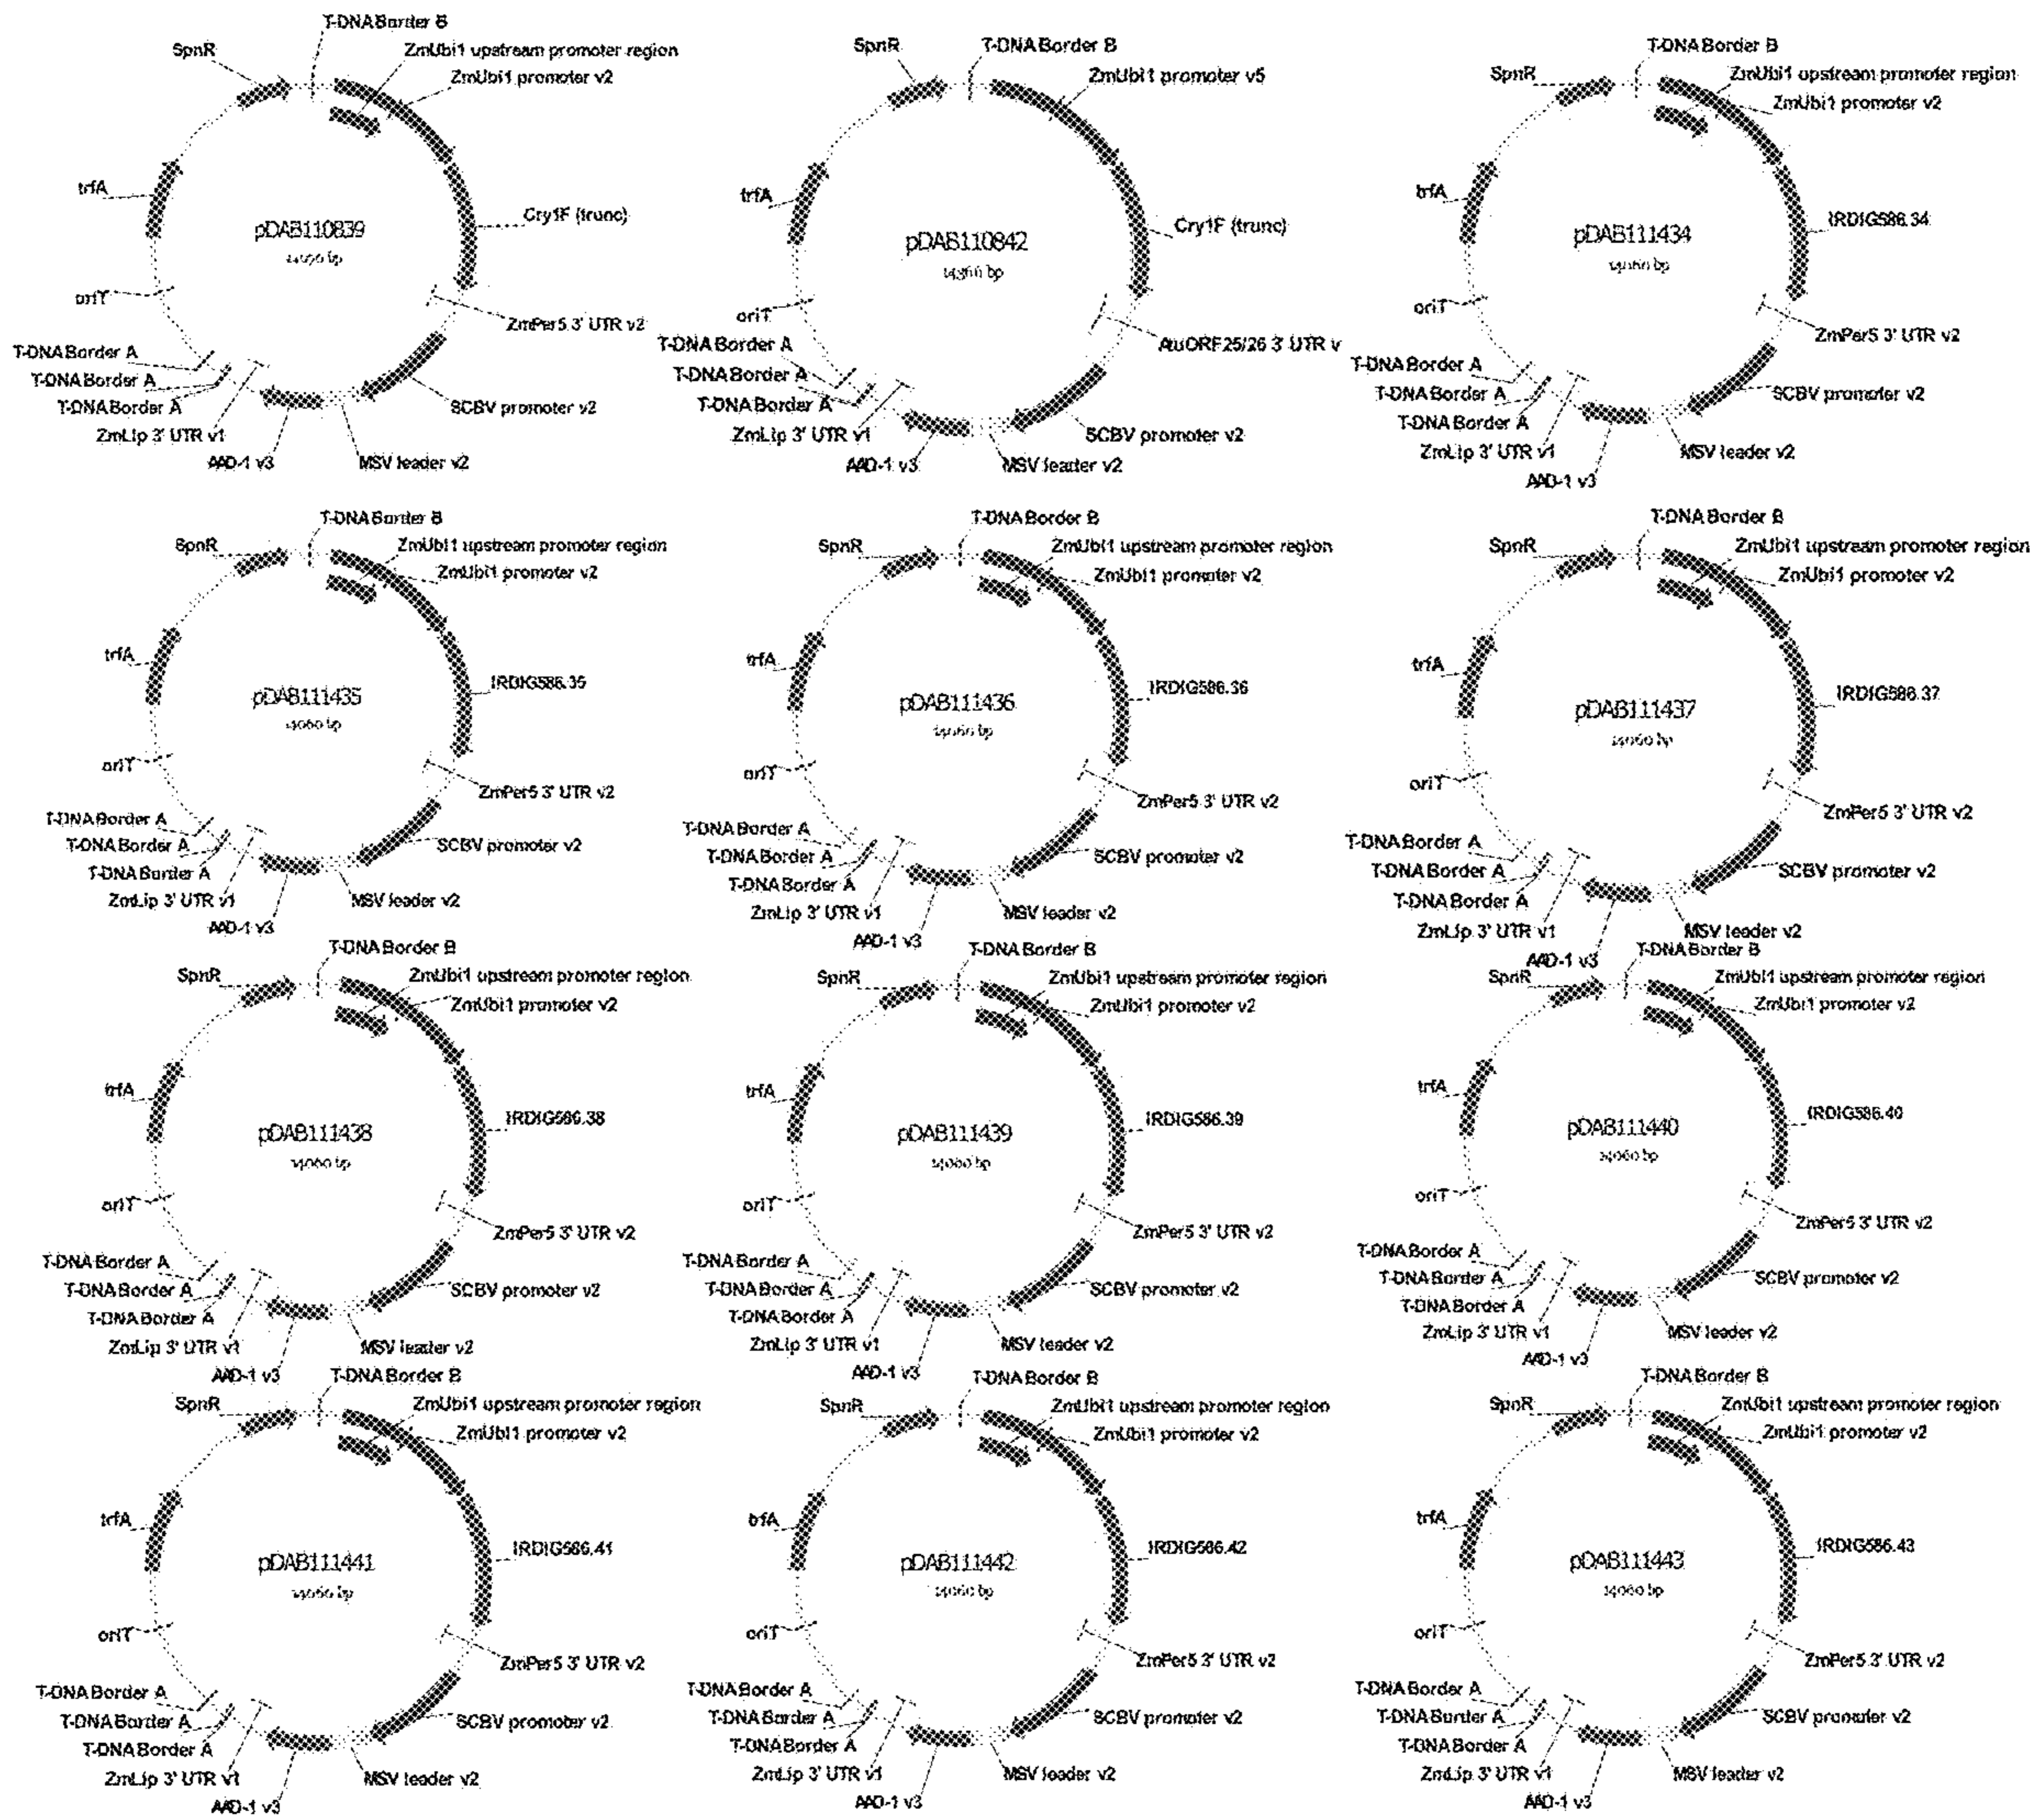 T-DNA Border B
SpnR
ZmUbi1 upstream promoter region
ZmUbi1 promoter v2
trfA
Cry1F (trunc)
pDAB110839
oriT
ZmPer5 3' UTR v2
T-DNA Border A
T-DNA Border A
T-DNA Border A
SCBV promoter v2
ZmLip 3' UTR v1
AAD-1 v3
MSV leader v2
SpnR
T-DNA Border B
ZmUbi1 promoter v5
trfA
Cry1F (trunc)
pDAB110842
oriT
AtuORF25/26 3' UTR v
T-DNA Border A
T-DNA Border A
T-DNA Border A
ZmLip 3' UTR v1
SCBV promoter v2
AAD-1 v3
MSV leader v2
T-DNA Border B
SpnR
ZmUbi1 upstream promoter region
ZmUbi1 promoter v2
trfA
IRDIG586.34
pDAB111434
14060 bp
oriT
ZmPer5 3' UTR v2
T-DNA Border A
T-DNA Border A
T-DNA Border A
SCBV promoter v2
ZmLip 3' UTR v1
MSV leader v2
AAD-1 v3
T-DNA Border B
SpnR
ZmUbi1 upstream promoter region
ZmUbi1 promoter v2
trfA
IRDIG586.35
pDAB111435
14060 bp
oriT
ZmPer5 3' UTR v2
T-DNA Border A
T-DNA Border A
T-DNA Border A
SCBV promoter v2
ZmLip 3' UTR v1
MSV leader v2
AAD-1 v3
T-DNA Border B
SpnR
ZmUbi1 upstream promoter region
ZmUbi1 promoter v2
trfA
IRDIG586.36
pDAB111436
14060 bp
oriT
ZmPer5 3' UTR v2
T-DNA Border A
T-DNA Border A
T-DNA Border A
SCBV promoter v2
ZmLip 3' UTR v1
MSV leader v2
AAD-1 v3
T-DNA Border B
SpnR
ZmUbi1 upstream promoter region
ZmUbi1 promoter v2
trfA
IRDIG586.37
pDAB111437
14060 bp
oriT
ZmPer5 3' UTR v2
T-DNA Border A
T-DNA Border A
T-DNA Border A
SCBV promoter v2
ZmLip 3' UTR v1
MSV leader v2
AAD-1 v3
T-DNA Border B
SpnR
ZmUbi1 upstream promoter region
ZmUbi1 promoter v2
trfA
IRDIG586.38
pDAB111438
14060 bp
oriT
ZmPer5 3' UTR v2
T-DNA Border A
T-DNA Border A
T-DNA Border A
SCBV promoter v2
ZmLip 3' UTR v1
MSV leader v2
AAD-1 v3
T-DNA Border B
SpnR
ZmUbi1 upstream promoter region
ZmUbi1 promoter v2
trfA
IRDIG586.39
pDAB111439
14060 bp
oriT
ZmPer5 3' UTR v2
T-DNA Border A
T-DNA Border A
T-DNA Border A
SCBV promoter v2
ZmLip 3' UTR v1
MSV leader v2
AAD-1 v3
T-DNA Border B
SpnR
ZmUbi1 upstream promoter region
ZmUbi1 promoter v2
trfA
IRDIG586.40
pDAB111440
14060 bp
oriT
ZmPer5 3' UTR v2
T-DNA Border A
T-DNA Border A
T-DNA Border A
SCBV promoter v2
ZmLip 3' UTR v1
MSV leader v2
AAD-1 v3
T-DNA Border B
SpnR
ZmUbi1 upstream promoter region
ZmUbi1 promoter v2
trfA
IRDIG586.41
pDAB111441
14060 bp
oriT
ZmPer5 3' UTR v2
T-DNA Border A
T-DNA Border A
T-DNA Border A
SCBV promoter v2
ZmLip 3' UTR v1
MSV leader v2
AAD-1 v3
T-DNA Border B
SpnR
ZmUbi1 upstream promoter region
ZmUbi1 promoter v2
trfA
IRDIG586.42
pDAB111442
14060 bp
oriT
ZmPer5 3' UTR v2
T-DNA Border A
T-DNA Border A
T-DNA Border A
SCBV promoter v2
ZmLip 3' UTR v1
MSV leader v2
AAD-1 v3
T-DNA Border B
SpnR
ZmUbi1 upstream promoter region
ZmUbi1 promoter v2
trfA
IRDIG586.43
pDAB111443
14060 bp
oriT
ZmPer5 3' UTR v2
T-DNA Border A
T-DNA Border A
T-DNA Border A
SCBV promoter v2
ZmLip 3' UTR v1
MSV leader v2
AAD-1 v3